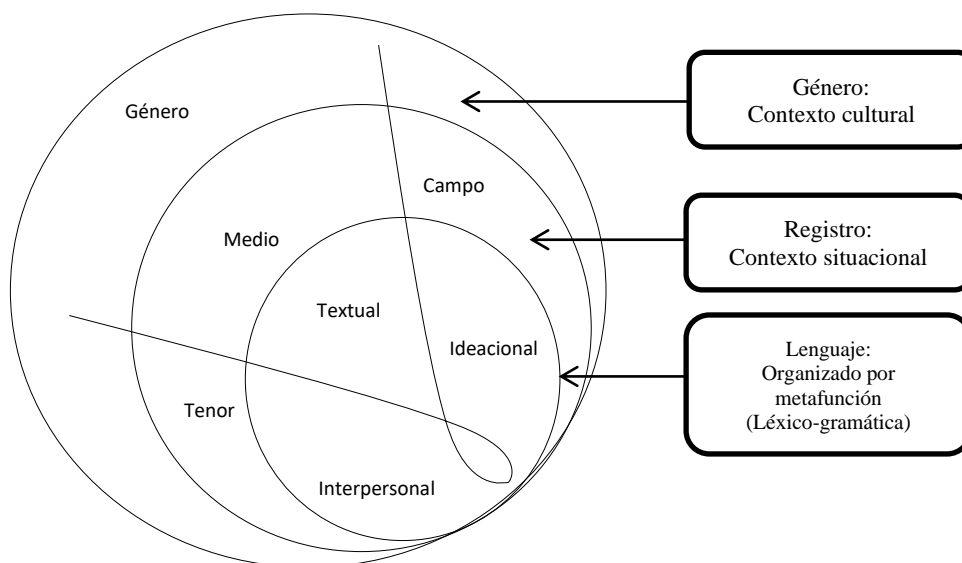 Género
Campo
Medio
Textual
Ideacional
Tenor
Interpersonal
Género:
Contexto cultural
Registro:
Contexto situacional
Lenguaje:
Organizado por
metafunción
(Léxico-gramática)